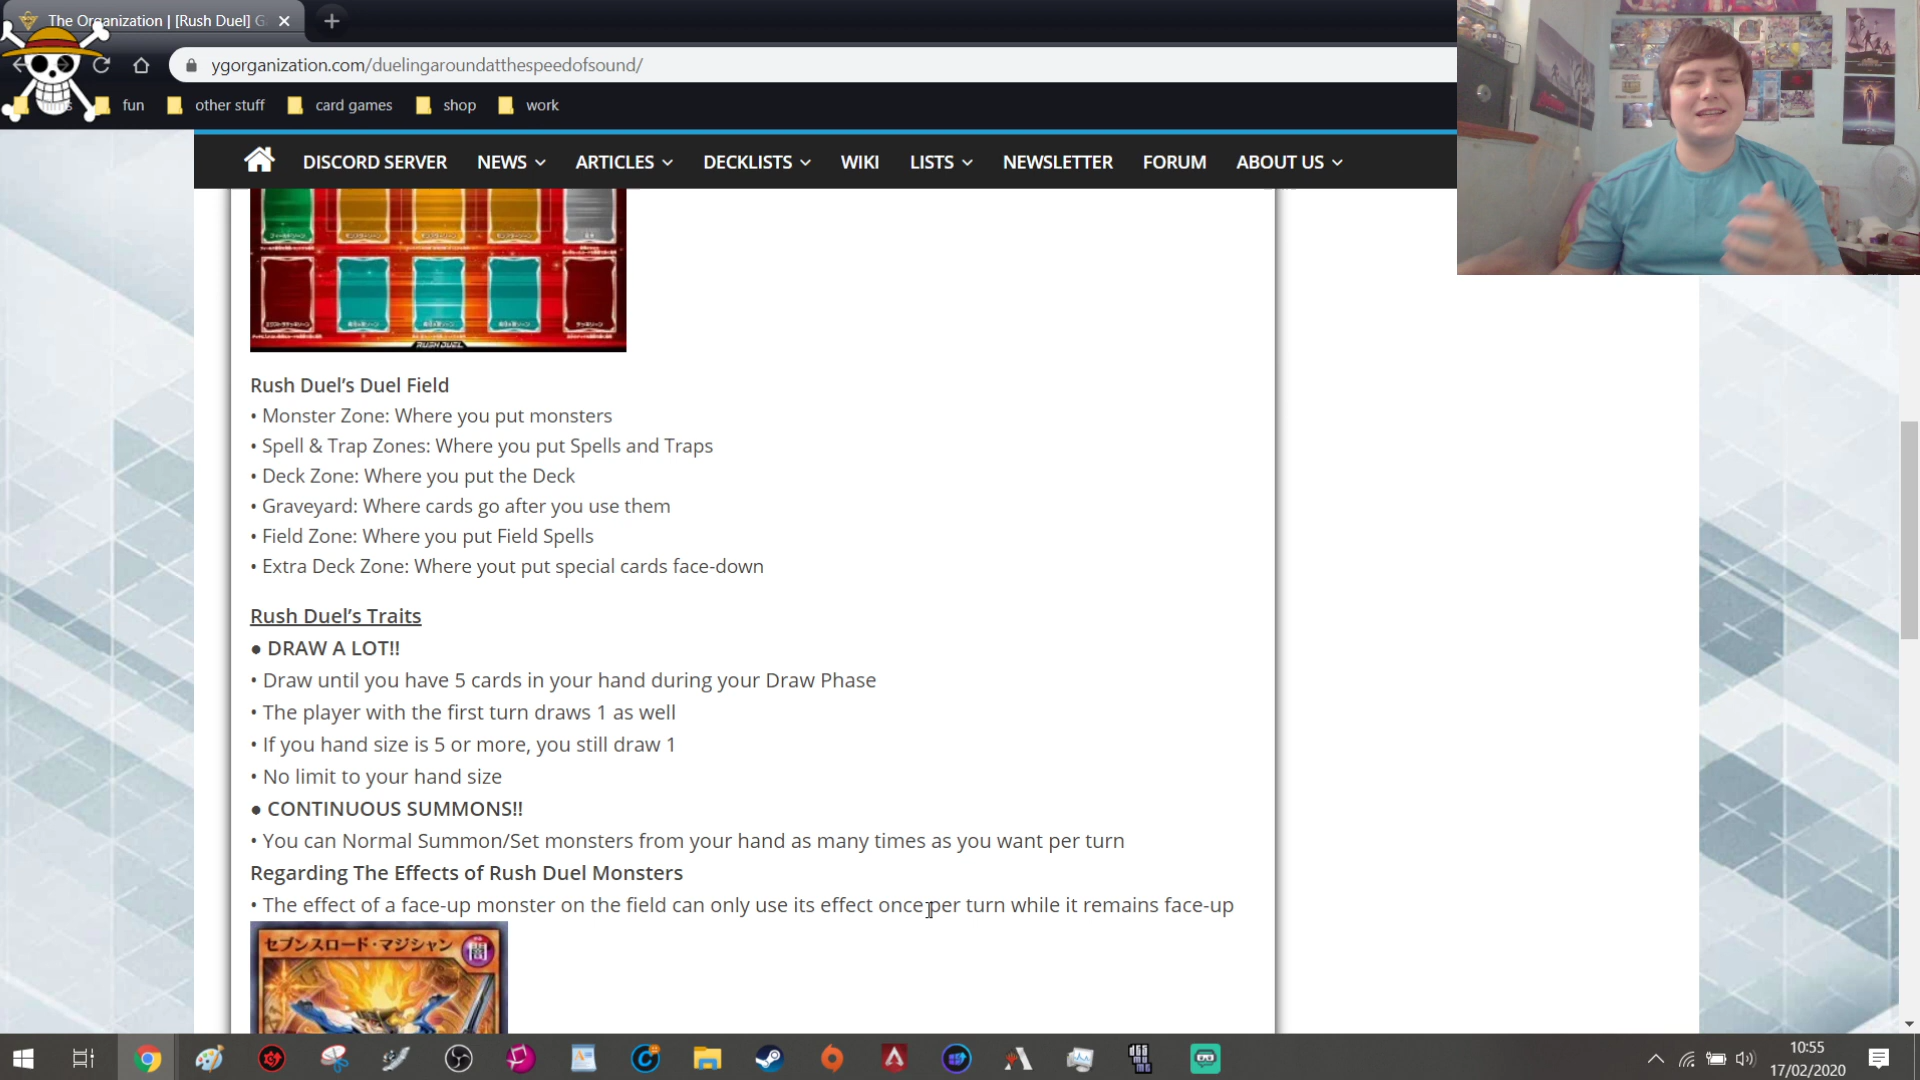 The Organization | [Rush Duel] G
ygorganization.com/duelingaroundatthespeedofsound/
fun
other stuff
card games
shop
work
DISCORD SERVER
NEWS
ARTICLES
DECKLISTS
WIKI
LISTS
NEWSLETTER
FORUM
ABOUT US
RUSH DUEL
Rush Duel’s Duel Field
• Monster Zone: Where you put monsters
• Spell & Trap Zones: Where you put Spells and Traps
• Deck Zone: Where you put the Deck
• Graveyard: Where cards go after you use them
• Field Zone: Where you put Field Spells
• Extra Deck Zone: Where yout put special cards face-down
Rush Duel’s Traits
● DRAW A LOT!!
• Draw until you have 5 cards in your hand during your Draw Phase
• The player with the first turn draws 1 as well
• If you hand size is 5 or more, you still draw 1
• No limit to your hand size
● CONTINUOUS SUMMONS!!
• You can Normal Summon/Set monsters from your hand as many times as you want per turn
Regarding The Effects of Rush Duel Monsters
• The effect of a face-up monster on the field can only use its effect once per turn while it remains face-up
セブンスロード・マジシャン
闇
10:55
17/02/2020